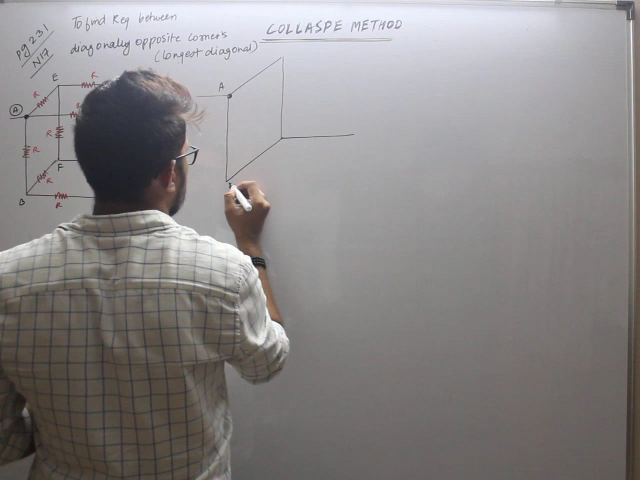 Pg 231
N17
To find Req between
diagonally opposite corners
(longest diagonal)
COLLASPE METHOD
E
R
R
A
R
R
R
F
R
B
R
A